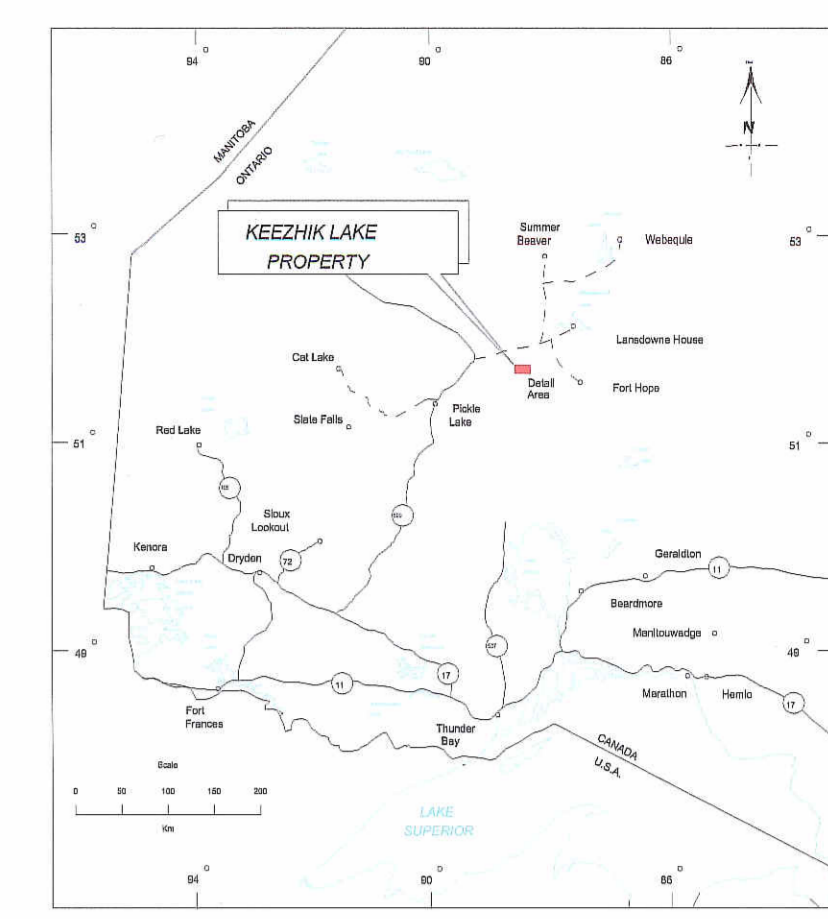 94°
90°
86°
MANITOBA
ONTARIO
N
53°
KEEZHIK LAKE
PROPERTY
Summer
Beaver
Webequie
53°
Lansdowne House
Cat Lake
Detail
Area
Fort Hope
Pickle
Lake
Slate Falls
Red Lake
51°
51°
Sioux
Lookout
Kenora
Dryden
72
Geraldton
11
Beardmore
Manitouwadge
49°
49°
17
11
Marathon
Hemlo
17
Fort
Frances
Thunder
Bay
CANADA
U.S.A.
Scale
0 50 100 150 200
Km
LAKE
SUPERIOR
94°
90°
86°